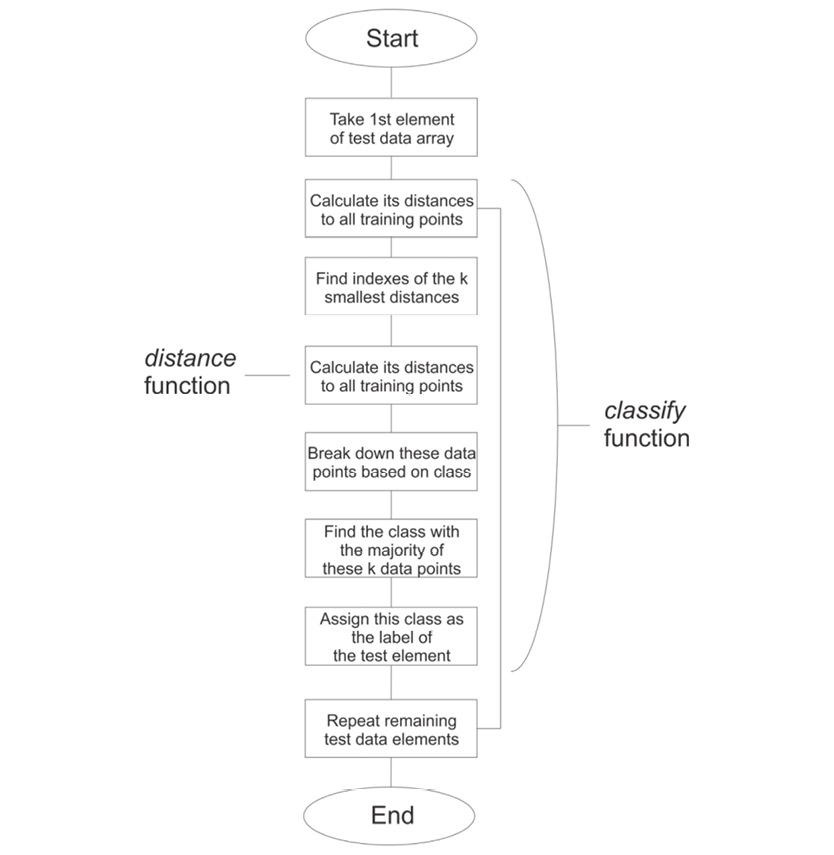 Start
Take 1st element
of test data array
Calculate its distances
to all training points
Find indexes of the k
smallest distances
distance
function
Calculate its distances
to all training points
classify
function
Break down these data
points based on class
Find the class with
the majority of
these k data points
Assign this class as
the label of
the test element
Repeat remaining
test data elements
End